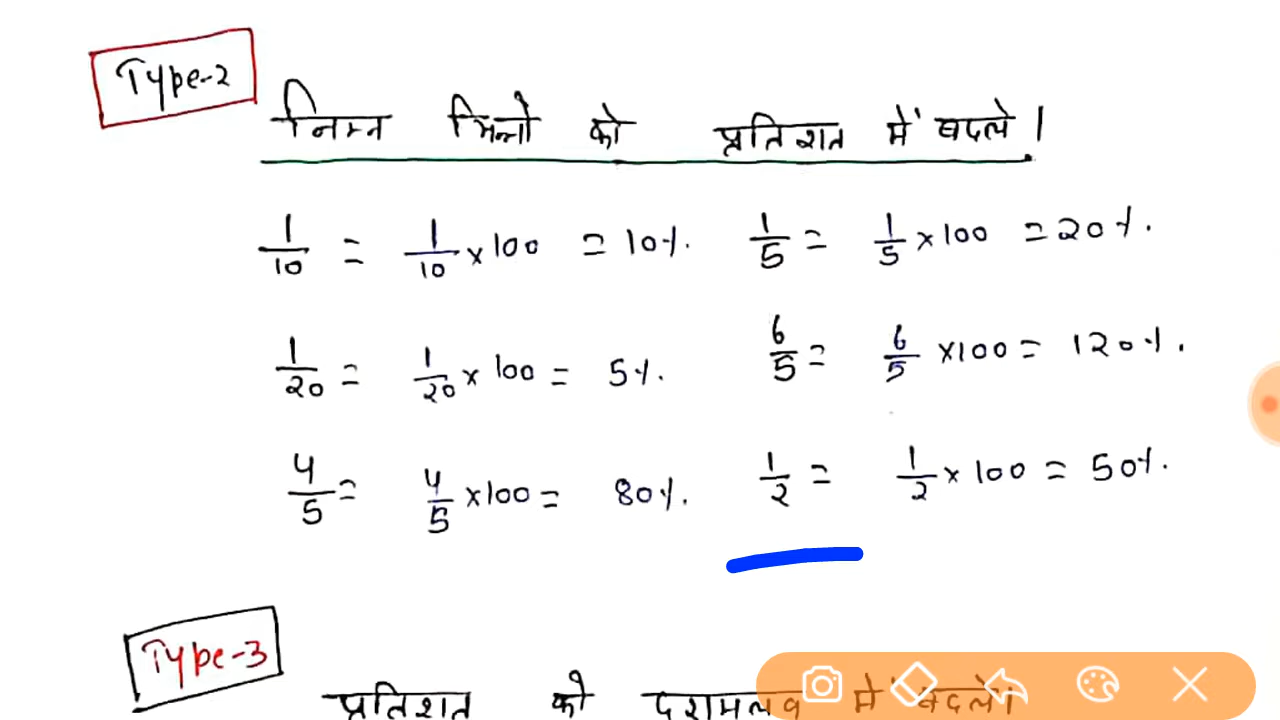 Type-2
निम्न भिन्नो को प्रतिशत में बदले।
1/10 = 1/10 × 100 = 10%. 1/5 = 1/5 × 100 = 20%.
1/20 = 1/20 × 100 = 5%. 6/5 = 6/5 × 100 = 120%.
4/5 = 4/5 × 100 = 80%. 1/2 = 1/2 × 100 = 50%.
Type-3
प्रतिशत को दशमलव में बदले।